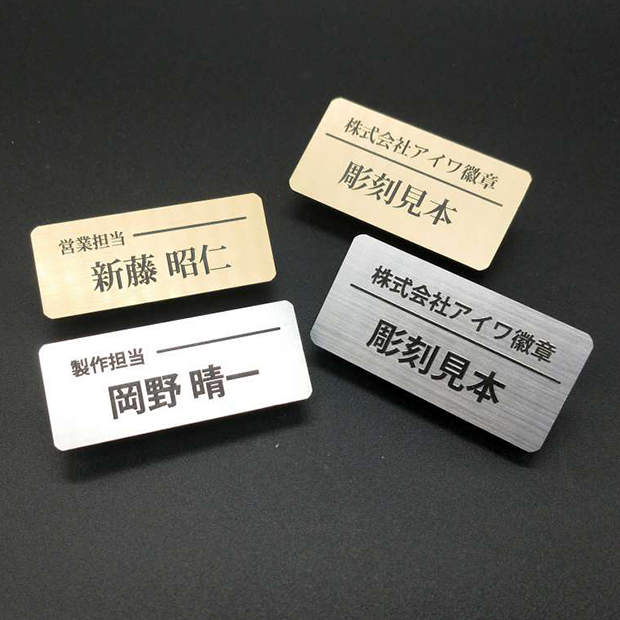 株式会社アイワ徽章
彫刻見本
営業担当
新藤 昭仁
株式会社アイワ徽章
彫刻見本
製作担当
岡野 晴一